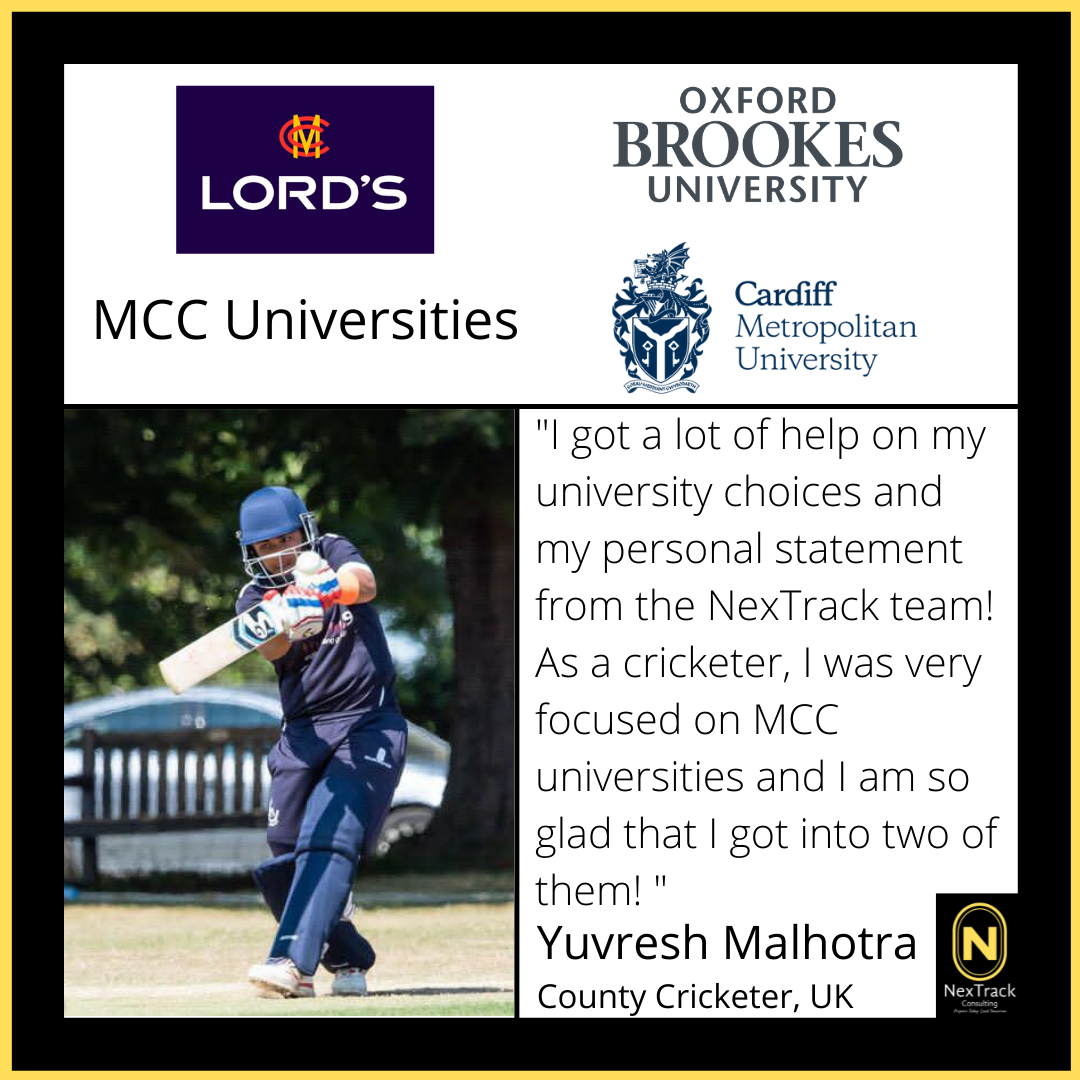 LORD'S
MCC Universities
OXFORD
BROOKES
UNIVERSITY
Cardiff
Metropolitan
University
"I got a lot of help on my
university choices and
my personal statement
from the NexTrack team!
As a cricketer, I was very
focused on MCC
universities and I am so
glad that I got into two of
them! "
Yuvresh Malhotra
County Cricketer, UK
N
NexTrack
Consulting